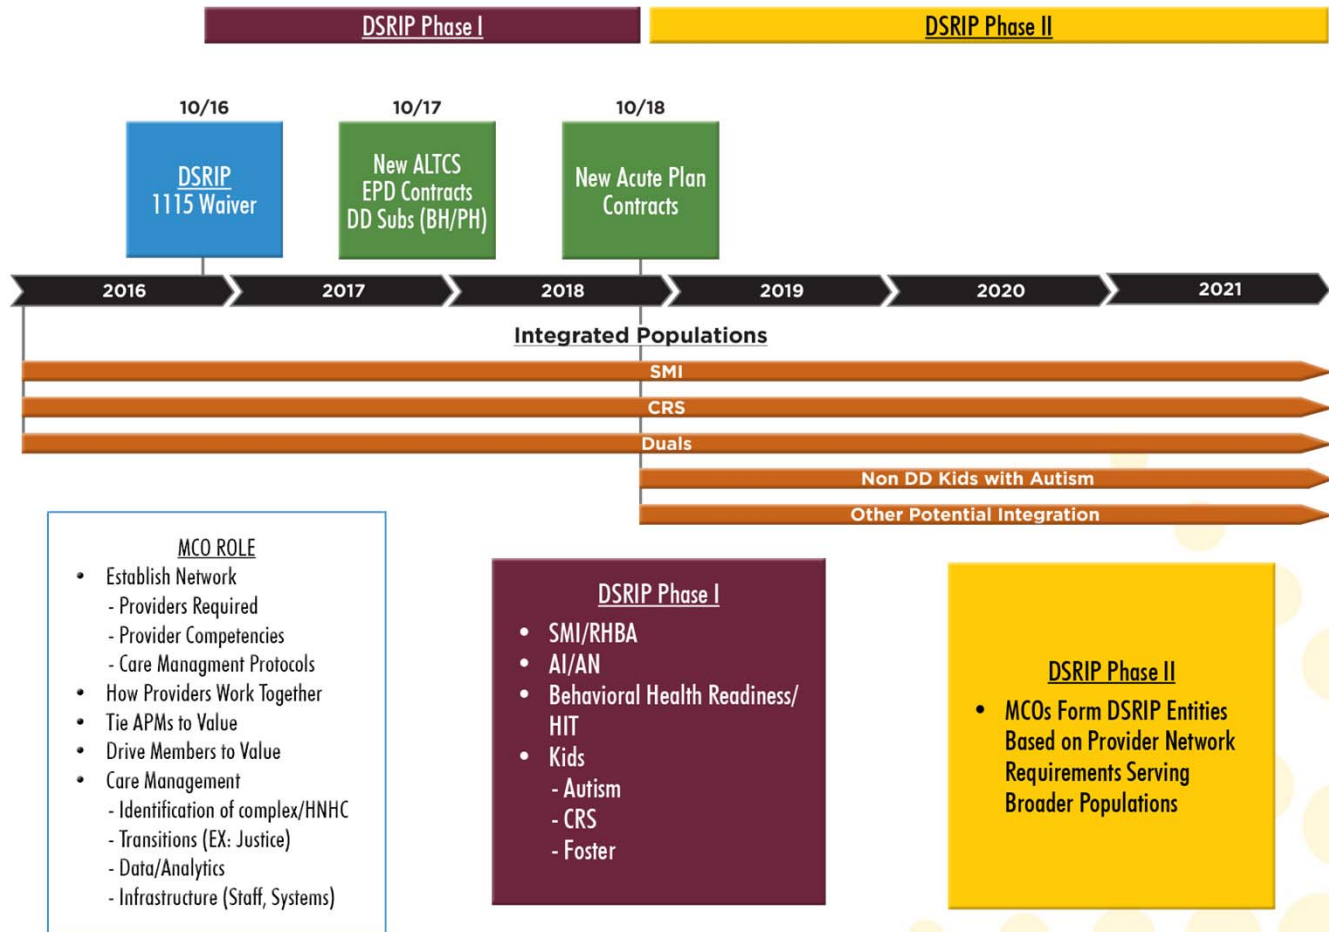 DSRIP Phase I
DSRIP Phase II
10/16
10/17
10/18
DSRIP
1115 Waiver
New ALTCS
EPD Contracts
DD Subs (BH/PH)
New Acute Plan
Contracts
2016
2017
2018
2019
2020
2021
Integrated Populations
SMI
CRS
Duals
Non DD Kids with Autism
Other Potential Integration
MCO ROLE
• Establish Network
- Providers Required
- Provider Competencies
- Care Managment Protocols
• How Providers Work Together
• Tie APMs to Value
• Drive Members to Value
• Care Management
- Identification of complex/HNHC
- Transitions (EX: Justice)
- Data/Analytics
- Infrastructure (Staff, Systems)
DSRIP Phase I
• SMI/RHBA
• AI/AN
• Behavioral Health Readiness/
HIT
• Kids
- Autism
- CRS
- Foster
DSRIP Phase II
• MCOs Form DSRIP Entities
Based on Provider Network
Requirements Serving
Broader Populations